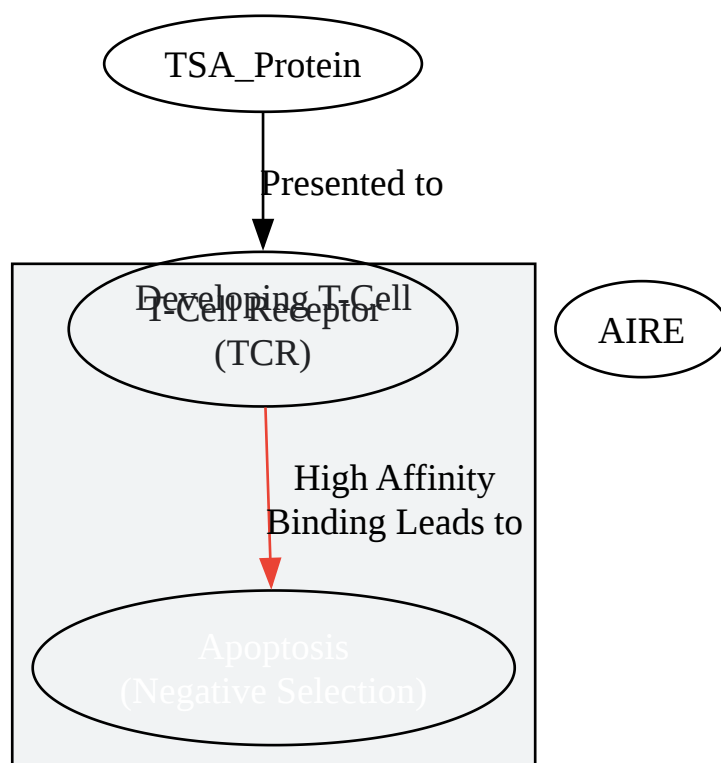 TSA_Protein
Presented to
Developing T-Cell
T-Cell Receptor
(TCR)
AIRE
High Affinity
Binding Leads to
Apoptosis
(Negative Selection)